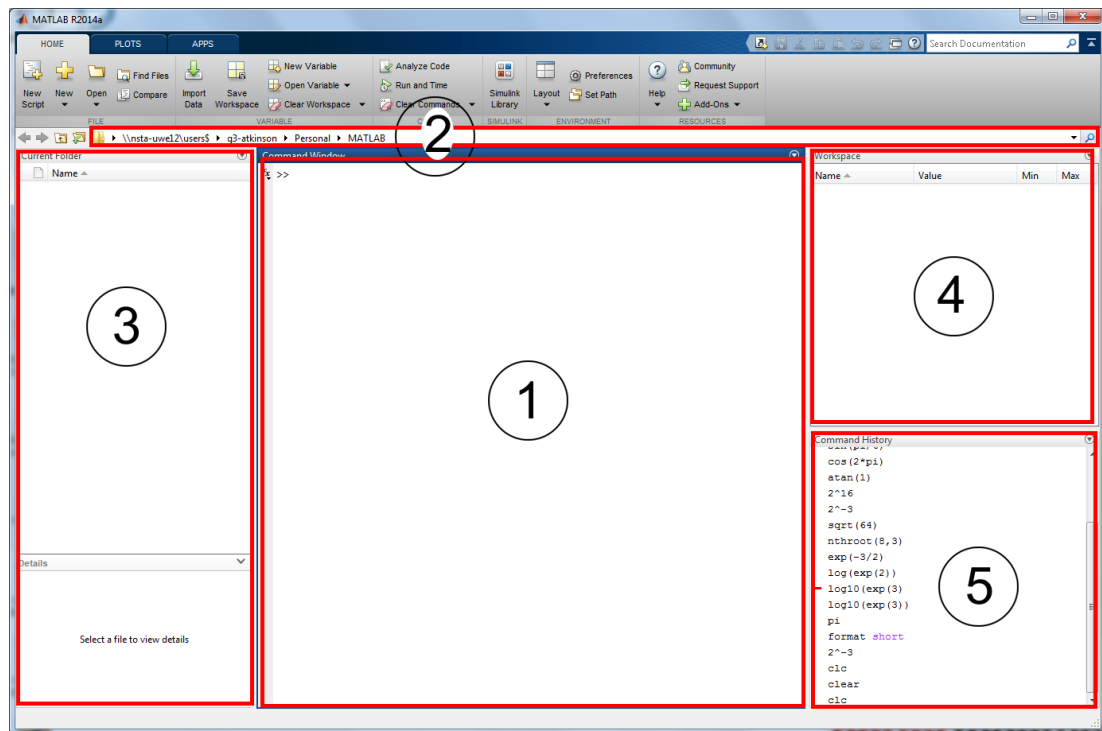 MATLAB R2014a
HOME PLOTS APPS Search Documentation
New Script New Open Find Files Compare Import Data Save Workspace New Variable Open Variable Clear Workspace Analyze Code Run and Time Clear Commands Simulink Library Layout Preferences Set Path Help Community Request Support Add-Ons
FILE VARIABLE SIMULINK ENVIRONMENT RESOURCES
\\nsta-uwe12\users$ g3-atkinson Personal MATLAB
2
Current Folder
Name
3
Details
Select a file to view details
Command Window
fx >>
1
Workspace
Name Value Min Max
4
Command History
cos(2*pi)
atan(1)
2^16
2^-3
sqrt(64)
nthroot(8,3)
exp(-3/2)
log(exp(2))
log10(exp(3)
log10(exp(3))
pi
format short
2^-3
clc
clear
clc
5